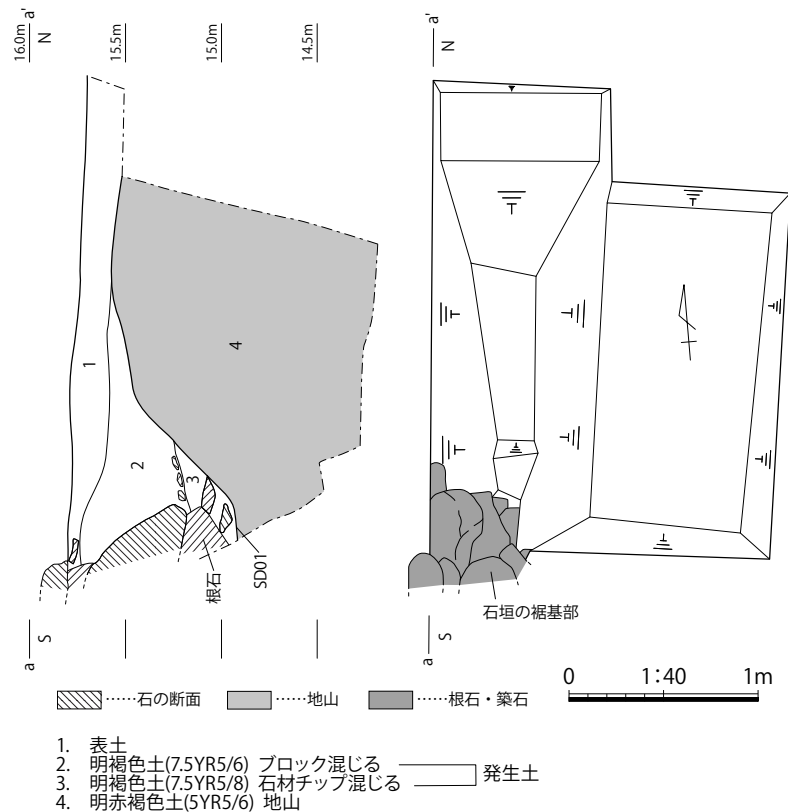 a' a'
16.0m N 15.5m 15.0m 14.5m N
1 4
2 3
根石 SD01
石垣の裾基部
a S a S
……石の断面 ……地山 ……根石・築石
0 1:40 1m
1. 表土
2. 明褐色土(7.5YR5/6) ブロック混じる
3. 明褐色土(7.5YR5/8) 石材チップ混じる
発生土
4. 明赤褐色土(5YR5/6) 地山